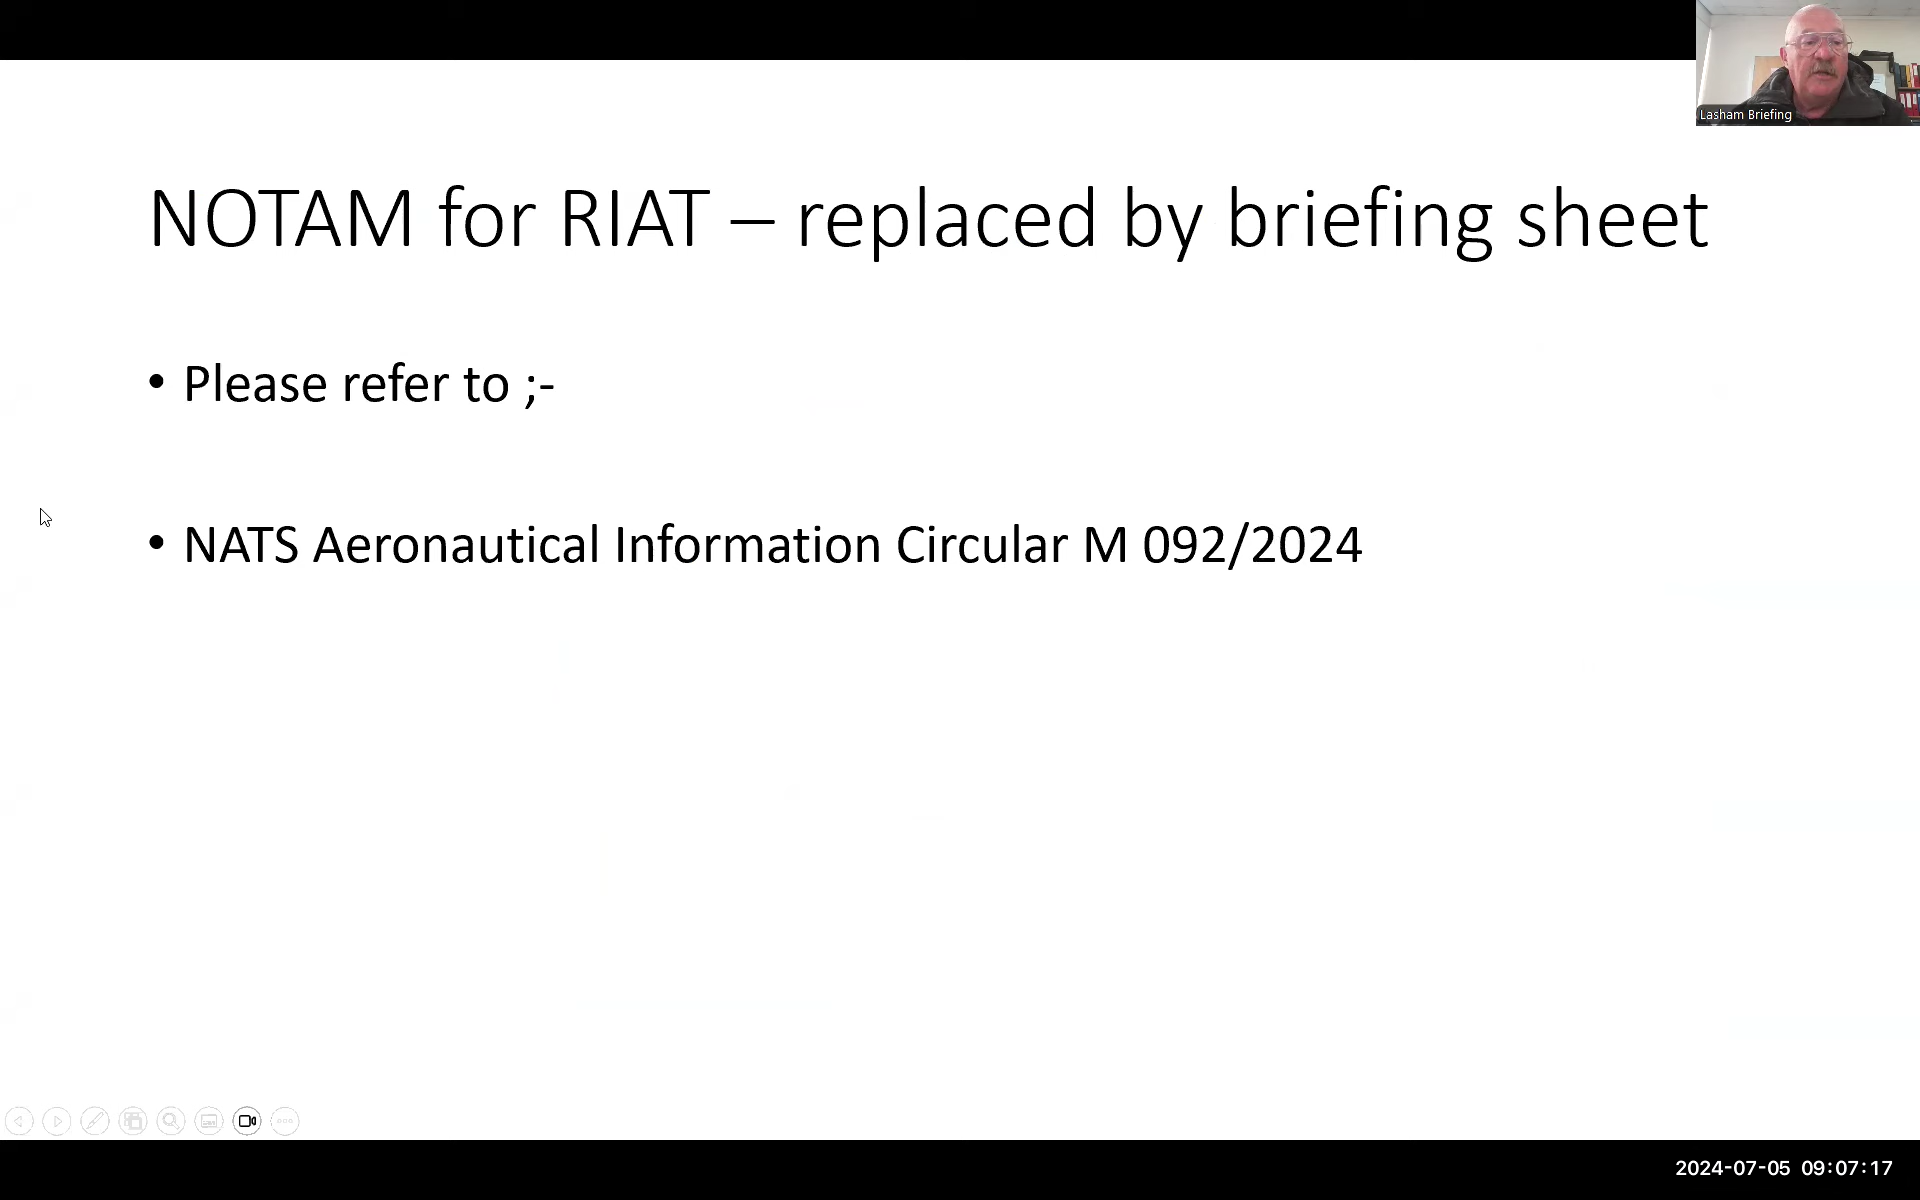 Lasham Briefing
NOTAM for RIAT – replaced by briefing sheet
• Please refer to ;-
• NATS Aeronautical Information Circular M 092/2024
2024-07-05 09:07:17